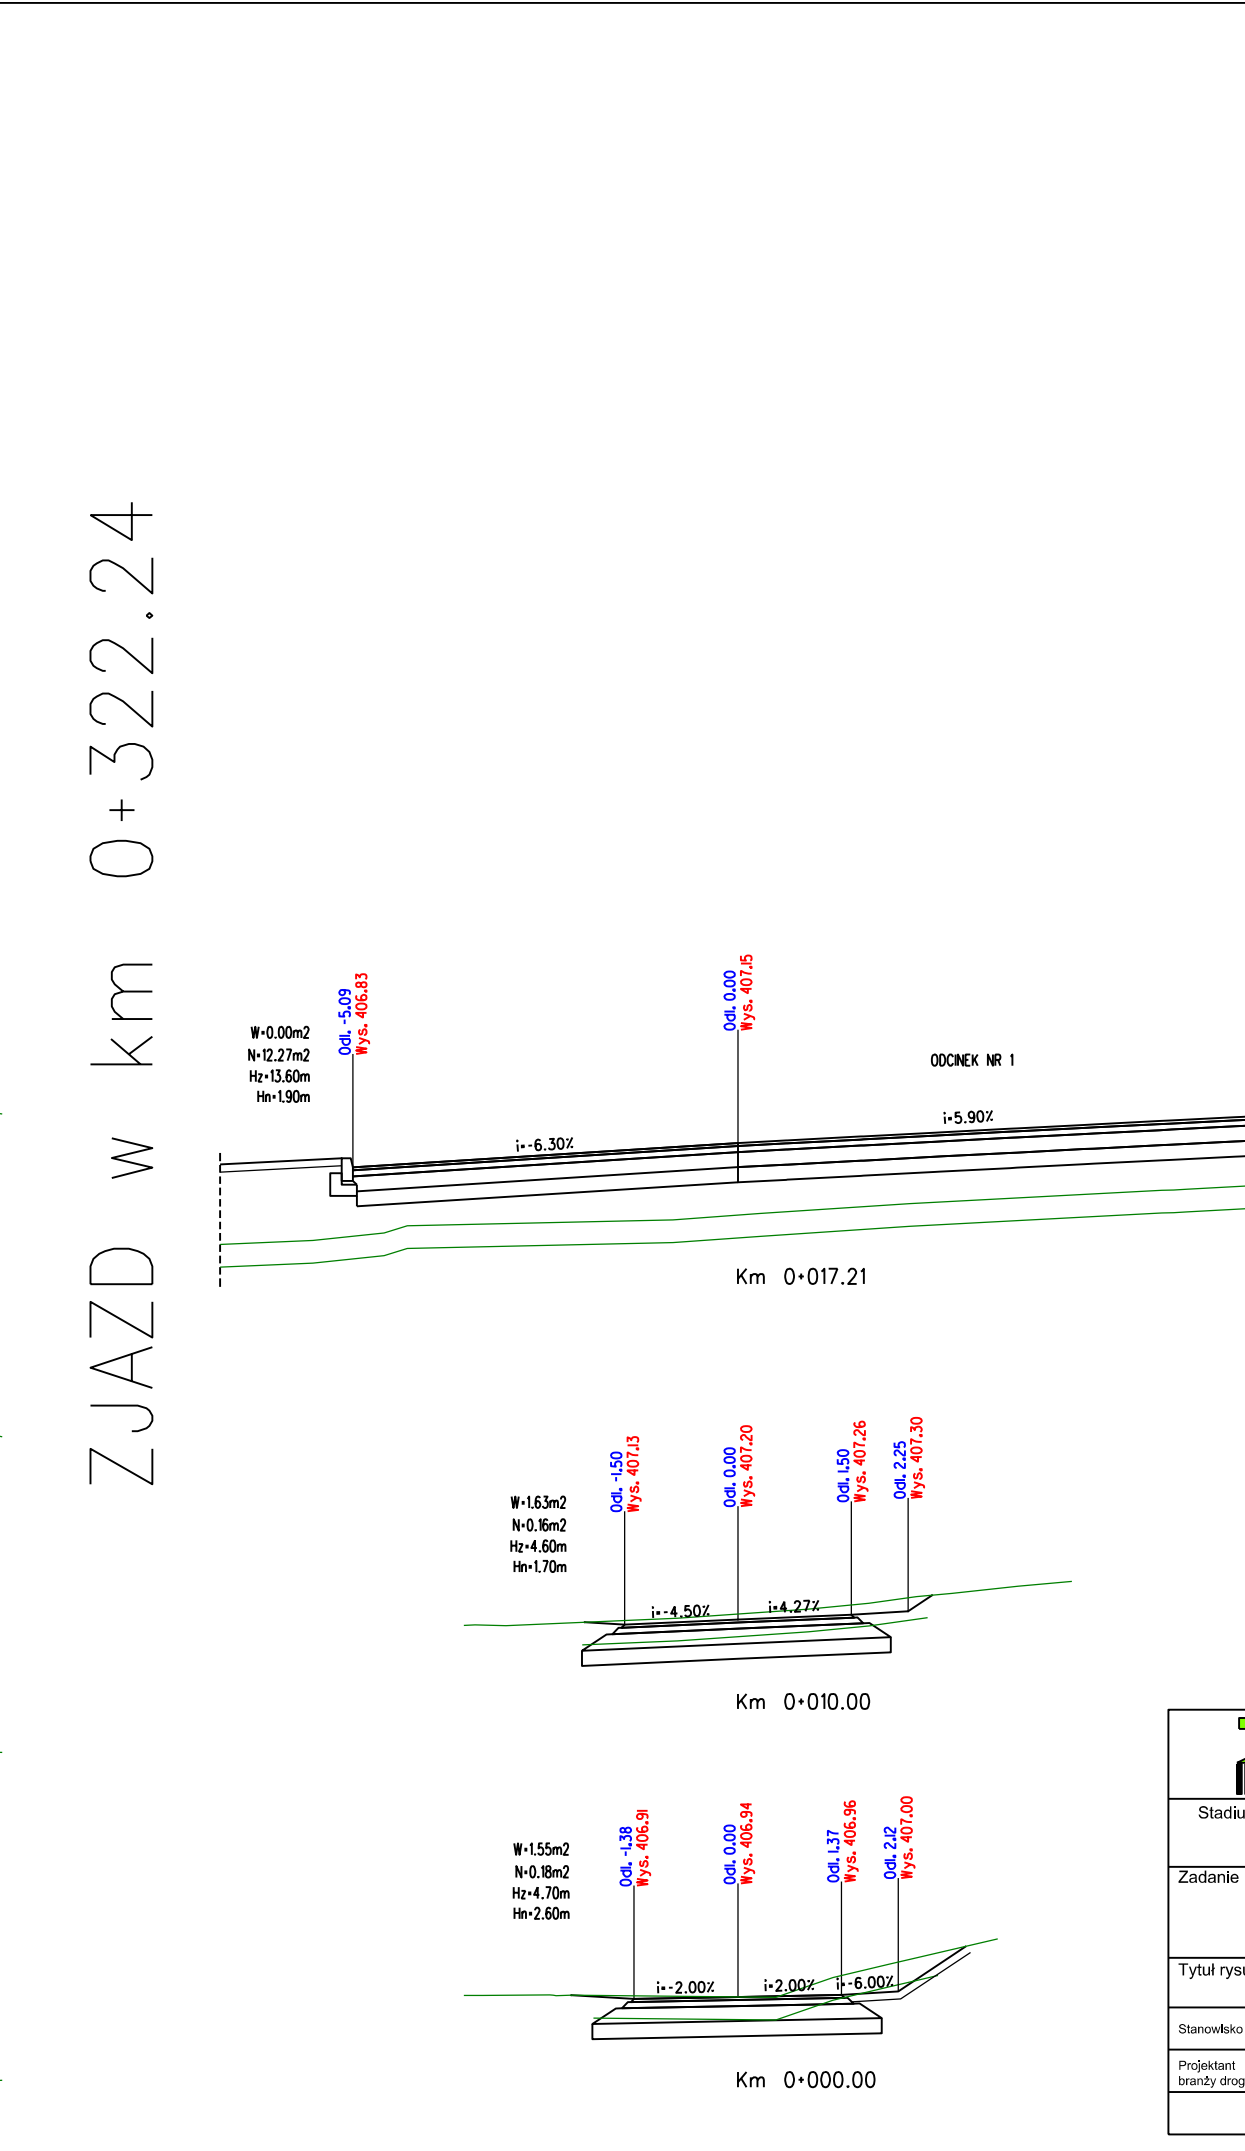 ZJAZD w km 0+322.24
W=0.00m2
N=12.27m2
Hz=13.60m
Hn=1.90m
Odl. -5.09
Wys. 406.83
Odl. 0.00
Wys. 407.15
ODCINEK NR 1
i=-6.30%
i=5.90%
Km 0+017.21
W=1.63m2
N=0.16m2
Hz=4.60m
Hn=1.70m
Odl. -1.50
Wys. 407.13
Odl. 0.00
Wys. 407.20
Odl. 1.50
Wys. 407.26
Odl. 2.25
Wys. 407.30
i=-4.50%
i=4.27%
Km 0+010.00
W=1.55m2
N=0.18m2
Hz=4.70m
Hn=2.60m
Odl. -1.38
Wys. 406.91
Odl. 0.00
Wys. 406.94
Odl. 1.37
Wys. 406.96
Odl. 2.12
Wys. 407.00
i=-2.00%
i=2.00%
i=-6.00%
Km 0+000.00
Stadiu
Zadanie
Tytuł rysu
Stanowisko
Projektant
branży drog